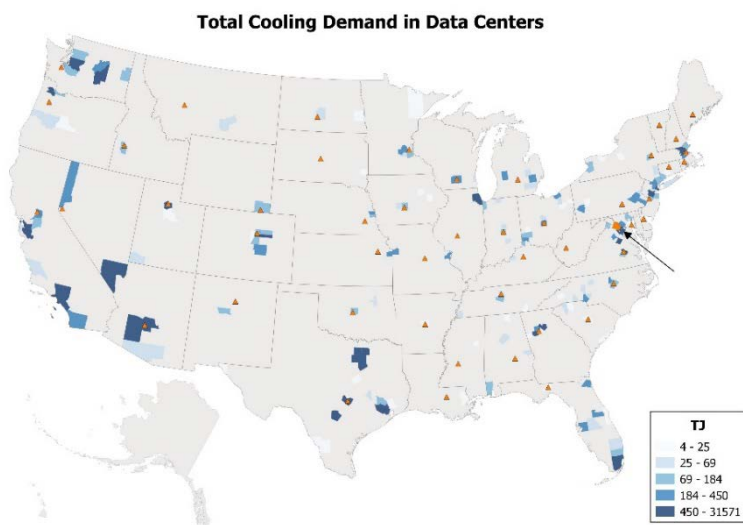 Total Cooling Demand in Data Centers
TJ
4 - 25
25 - 69
69 - 184
184 - 450
450 - 31571